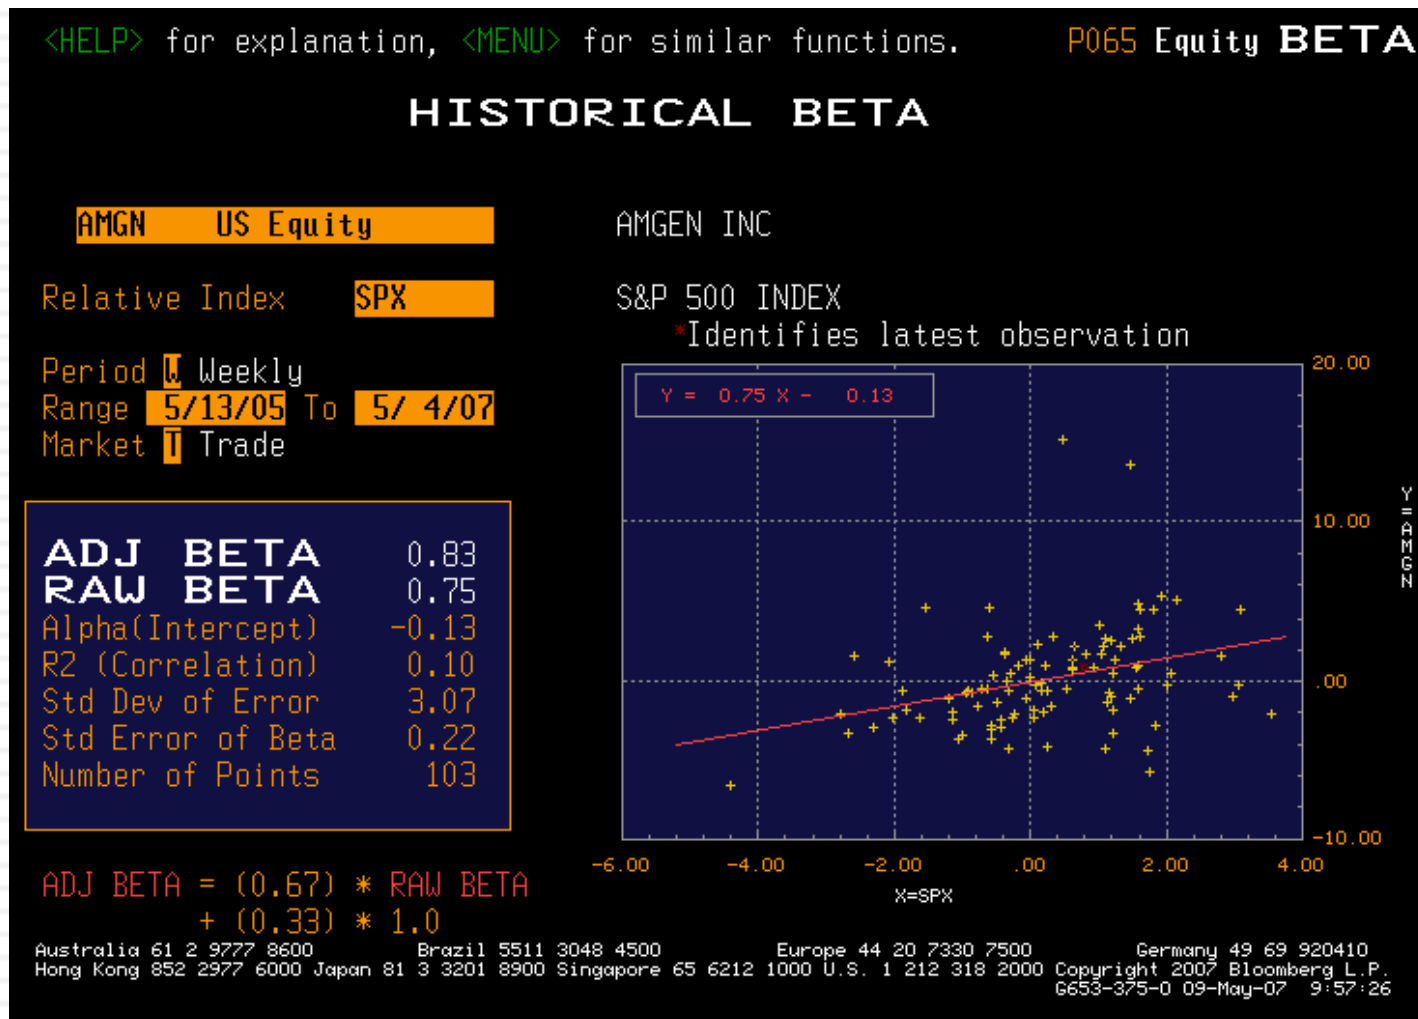 <HELP> for explanation, <MENU> for similar functions. P065 Equity BETA
HISTORICAL BETA
AMGN US Equity
AMGEN INC
Relative Index SPX
S&P 500 INDEX
*Identifies latest observation
Period W Weekly
Range 5/13/05 To 5/ 4/07
Market T Trade
ADJ BETA 0.83
RAW BETA 0.75
Alpha(Intercept) -0.13
R2 (Correlation) 0.10
Std Dev of Error 3.07
Std Error of Beta 0.22
Number of Points 103
ADJ BETA = (0.67) * RAW BETA
+ (0.33) * 1.0
Y = 0.75 X - 0.13
20.00
10.00
.00
-10.00
Y=AMGN
-6.00 -4.00 -2.00 .00 2.00 4.00
X=SPX
Australia 61 2 9777 8600 Brazil 5511 3048 4500 Europe 44 20 7330 7500 Germany 49 69 920410
Hong Kong 852 2977 6000 Japan 81 3 3201 8900 Singapore 65 6212 1000 U.S. 1 212 318 2000 Copyright 2007 Bloomberg L.P.
G653-375-0 09-May-07 9:57:26